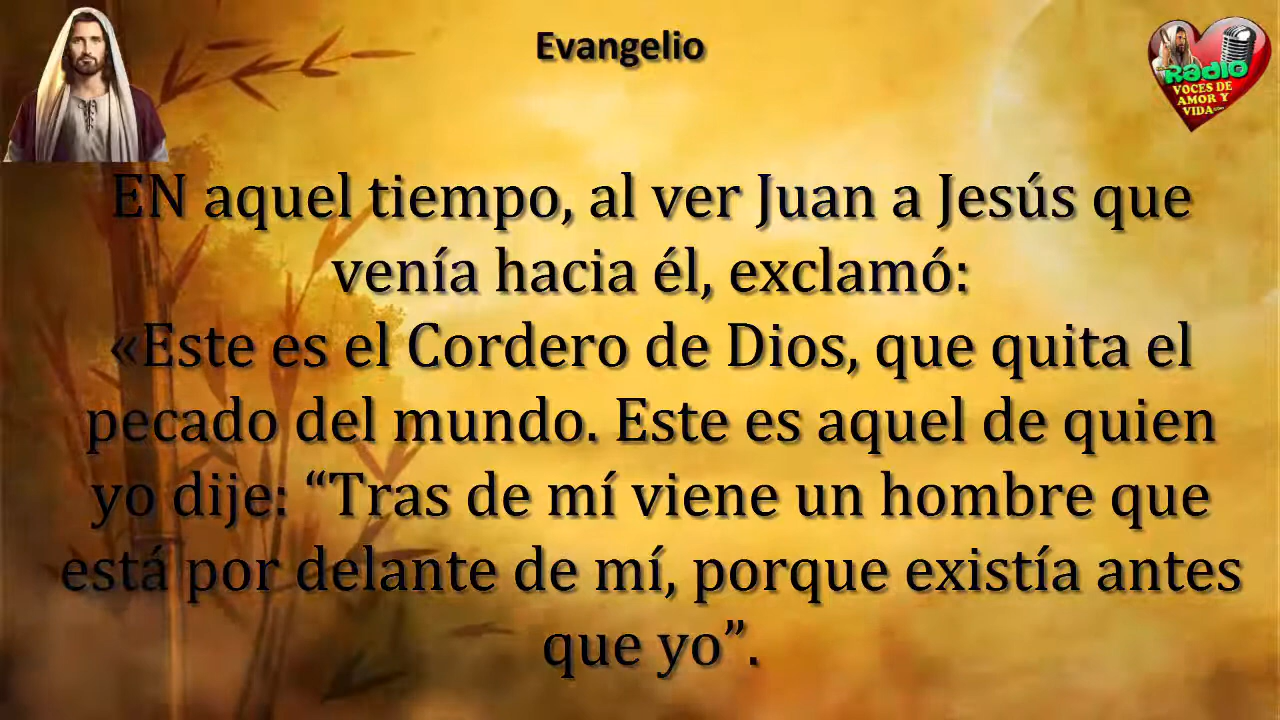 Evangelio
Radio
VOCES DE
AMOR Y
VIDA
EN aquel tiempo, al ver Juan a Jesús que
venía hacia él, exclamó:
«Este es el Cordero de Dios, que quita el
pecado del mundo. Este es aquel de quien
yo dije: “Tras de mí viene un hombre que
está por delante de mí, porque existía antes
que yo”.